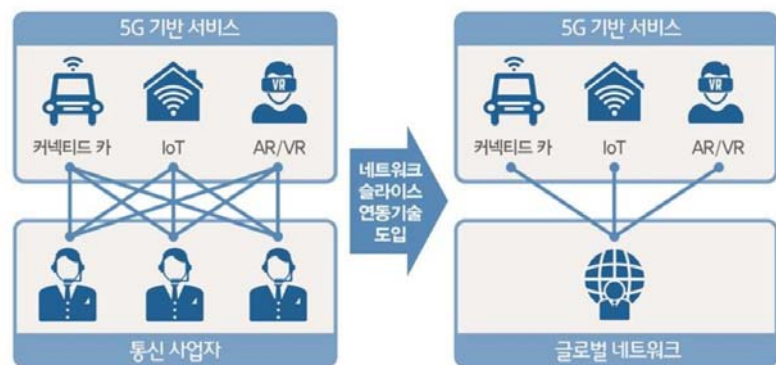 5G 기반 서비스
VR
커넥티드 카
IoT
AR/VR
통신 사업자
네트워크
슬라이스
연동기술
도입
5G 기반 서비스
VR
커넥티드 카
IoT
AR/VR
글로벌 네트워크